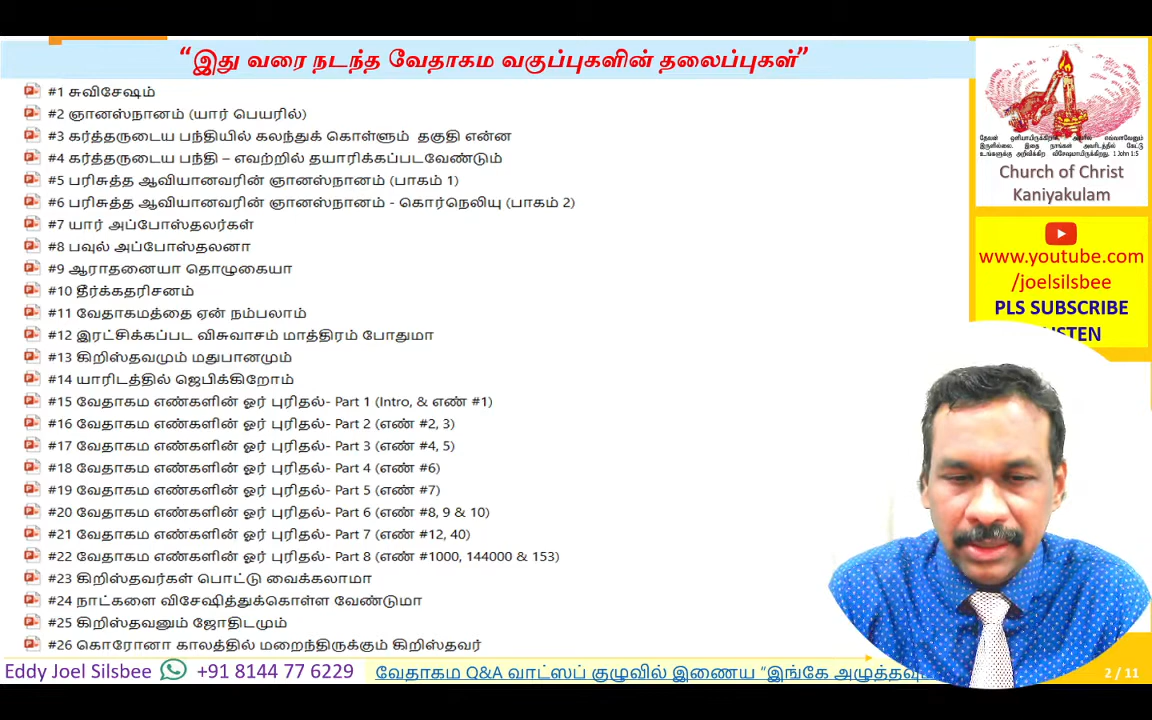 “இது வரை நடந்த வேதாகம வகுப்புகளின் தலைப்புகள்”
#1 சுவிசேஷம்
#2 ஞானஸ்நானம் (யார் பெயரில்)
#3 கர்த்தருடைய பந்தியில் கலந்துக் கொள்ளும் தகுதி என்ன
#4 கர்த்தருடைய பந்தி – எவற்றில் தயாரிக்கப்படவேண்டும்
#5 பரிசுத்த ஆவியானவரின் ஞானஸ்நானம் (பாகம் 1)
#6 பரிசுத்த ஆவியானவரின் ஞானஸ்நானம் - கொர்நெலியு (பாகம் 2)
#7 யார் அப்போஸ்தலர்கள்
#8 பவுல் அப்போஸ்தலனா
#9 ஆராதனையா தொழுகையா
#10 தீர்க்கதரிசனம்
#11 வேதாகமத்தை ஏன் நம்பலாம்
#12 இரட்சிக்கப்பட விசுவாசம் மாத்திரம் போதுமா
#13 கிறிஸ்தவமும் மதுபானமும்
#14 யாரிடத்தில் ஜெபிக்கிறோம்
#15 வேதாகம எண்களின் ஓர் புரிதல்- Part 1 (Intro, & எண் #1)
#16 வேதாகம எண்களின் ஓர் புரிதல்- Part 2 (எண் #2, 3)
#17 வேதாகம எண்களின் ஓர் புரிதல்- Part 3 (எண் #4, 5)
#18 வேதாகம எண்களின் ஓர் புரிதல்- Part 4 (எண் #6)
#19 வேதாகம எண்களின் ஓர் புரிதல்- Part 5 (எண் #7)
#20 வேதாகம எண்களின் ஓர் புரிதல்- Part 6 (எண் #8, 9 & 10)
#21 வேதாகம எண்களின் ஓர் புரிதல்- Part 7 (எண் #12, 40)
#22 வேதாகம எண்களின் ஓர் புரிதல்- Part 8 (எண் #1000, 144000 & 153)
#23 கிறிஸ்தவர்கள் பொட்டு வைக்கலாமா
#24 நாட்களை விசேஷித்துக்கொள்ள வேண்டுமா
#25 கிறிஸ்தவனும் ஜோதிடமும்
#26 கொரோனா காலத்தில் மறைந்திருக்கும் கிறிஸ்தவர்
1 John 1:5
Church of Christ
Kaniyakulam
www.youtube.com
/joelsilsbee
PLS SUBSCRIBE
Eddy Joel Silsbee +91 8144 77 6229 வேதாகம Q&A வாட்ஸப் குழுவில் இணைய “இங்கே
2 / 11